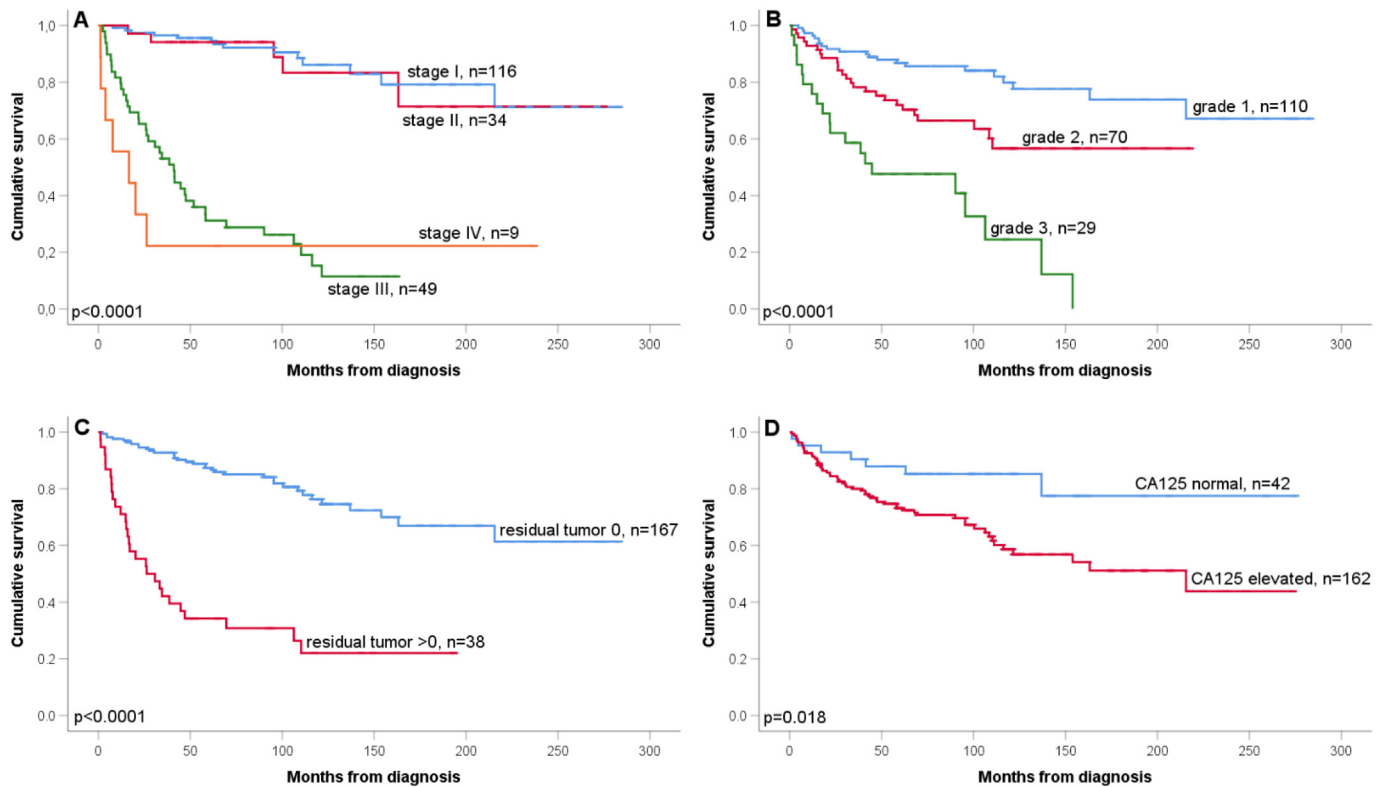 A
1.0
0.8
0.6
0.4
0.2
0,0
Cumulative survival
stage I, n=116
stage II, n=34
stage IV, n=9
stage III, n=49
p<0.0001
0 50 100 150 200 250 300
Months from diagnosis
B
1.0
0.8
0.6
0.4
0,2
0.0
Cumulative survival
grade 1, n=110
grade 2, n=70
grade 3, n=29
p<0.0001
0 50 100 150 200 250 300
Months from diagnosis
C
1.0
0.8
0.6
0.4
0.2
0.0
Cumulative survival
residual tumor 0, n=167
residual tumor >0, n=38
p<0.0001
0 50 100 150 200 250 300
Months from diagnosis
D
1.0
0.8
0.6
0.4
0.2
0.0
Cumulative survival
CA125 normal, n=42
CA125 elevated, n=162
p=0.018
0 50 100 150 200 250 300
Months from diagnosis